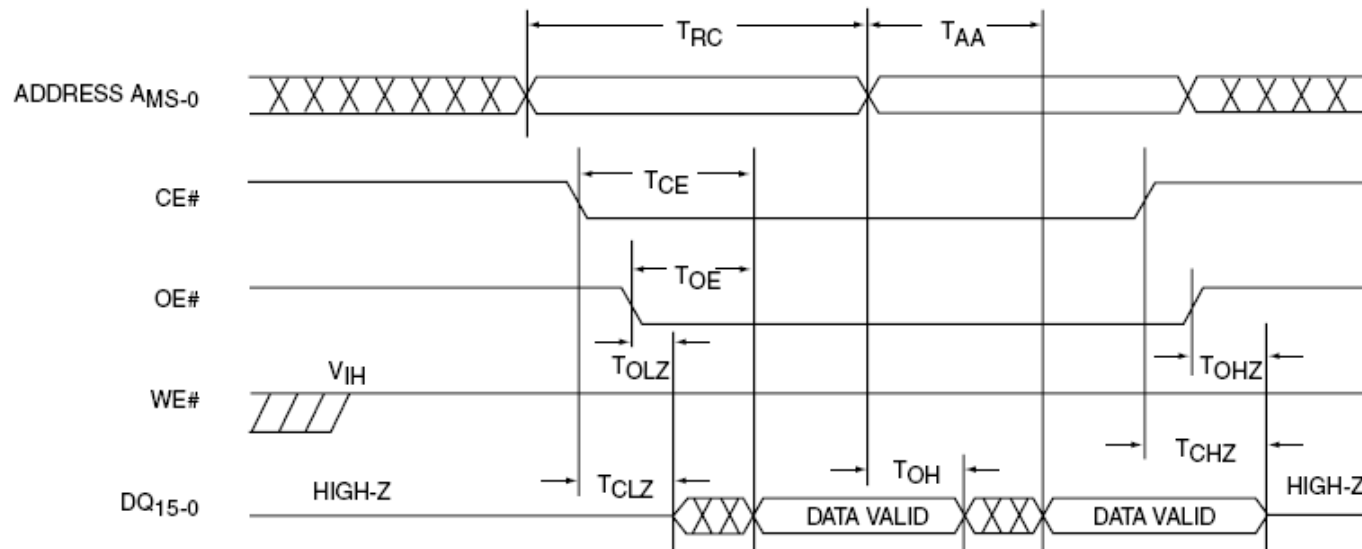 TRC TAA
ADDRESS AMS-0
TCE
CE#
TOE
OE#
TOLZ TOHZ
VIH
WE#
TCLZ TOH TCHZ
HIGH-Z HIGH-Z
DQ15-0 DATA VALID DATA VALID